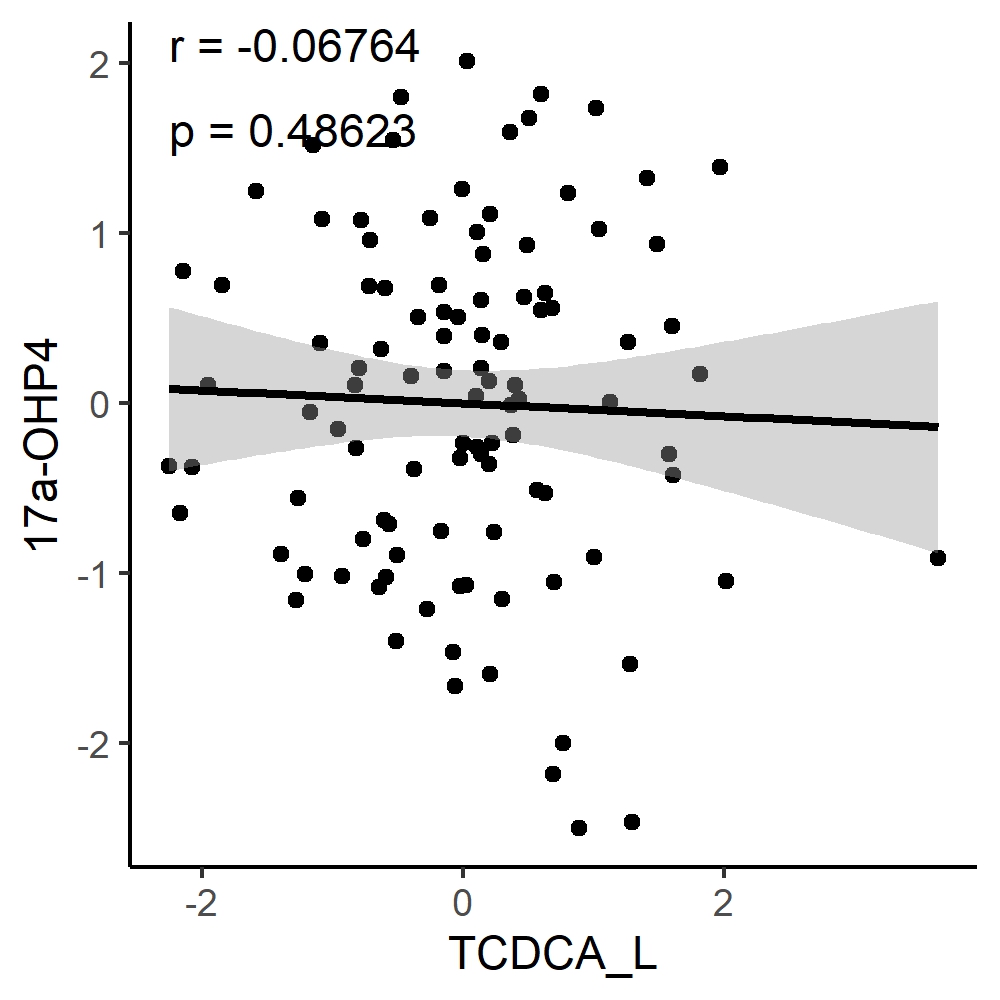 r = -0.06764
p = 0.48623
2
1
0
-1
-2
17a-OHP4
-2 0 2
TCDCA_L